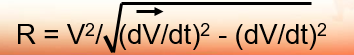 R = V²/√(dV⃗/dt)² - (dV/dt)²